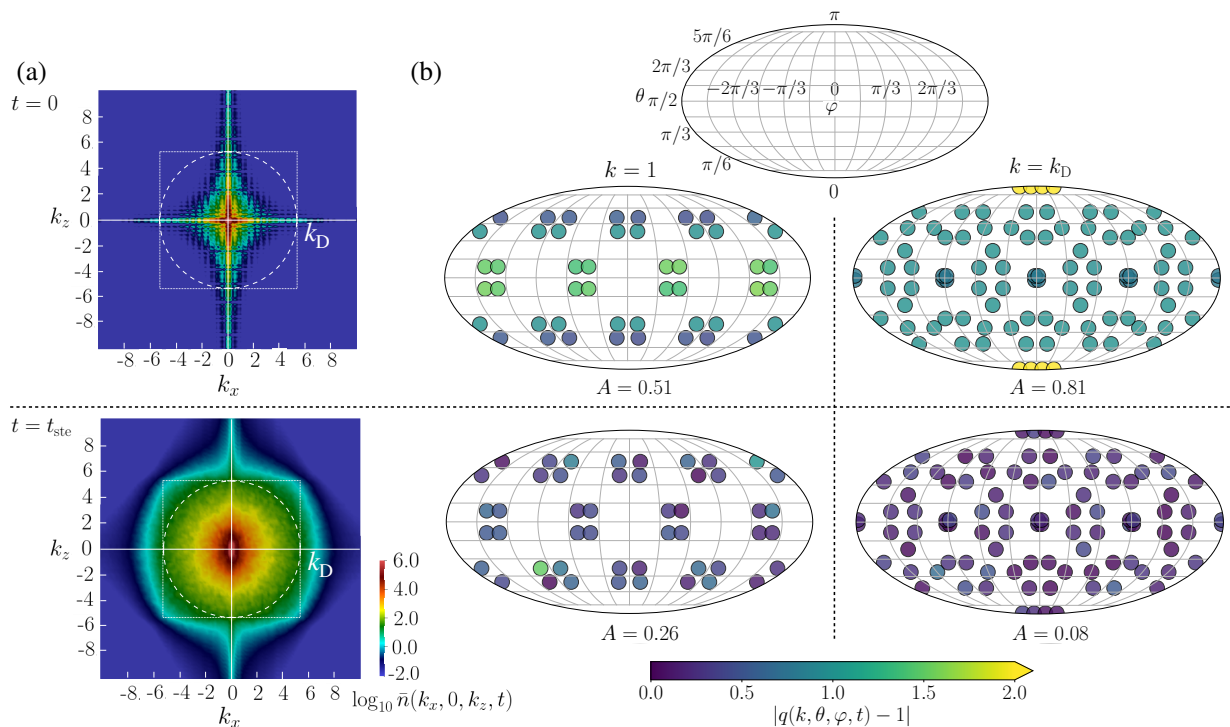 (a)
t = 0
8
6
4
2
k_z 0
-2
-4
-6
-8
k_D
-8 -6 -4 -2 0 2 4 6 8
k_x
(b)
π
5π/6
2π/3
θ π/2
π/3
π/6
0
−2π/3 −π/3 0 π/3 2π/3
φ
k = 1
k = k_D
A = 0.51
A = 0.81
t = t_ste
8
6
4
2
k_z 0
-2
-4
-6
-8
k_D
-8 -6 -4 -2 0 2 4 6 8
k_x
6.0
4.0
2.0
0.0
-2.0
log₁₀ n̄(k_x, 0, k_z, t)
A = 0.26
A = 0.08
0.0 0.5 1.0 1.5 2.0
|q(k, θ, φ, t) − 1|